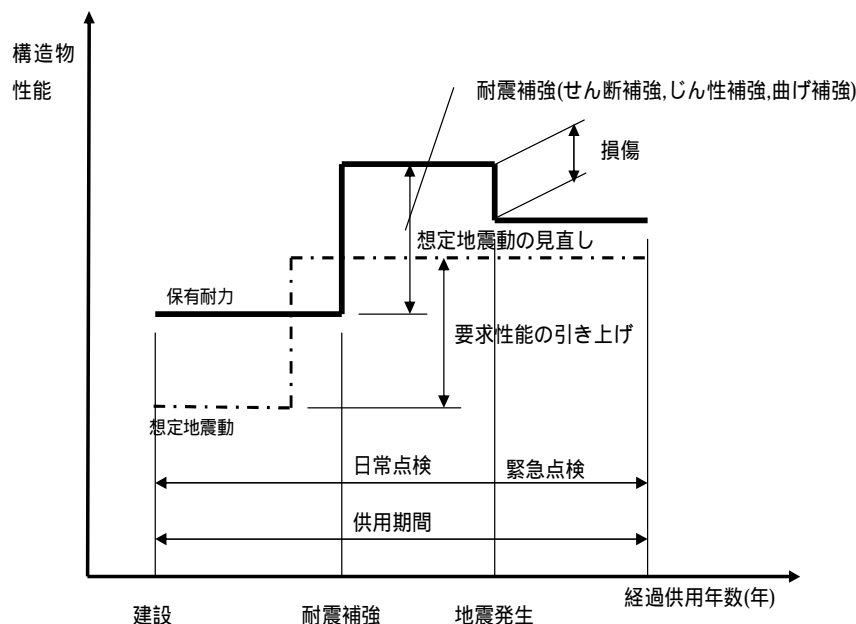 構造物
性能
耐震補強(せん断補強,じん性補強,曲げ補強)
損傷
想定地震動の見直し
保有耐力
要求性能の引き上げ
想定地震動
日常点検
緊急点検
供用期間
経過供用年数(年)
建設
耐震補強
地震発生